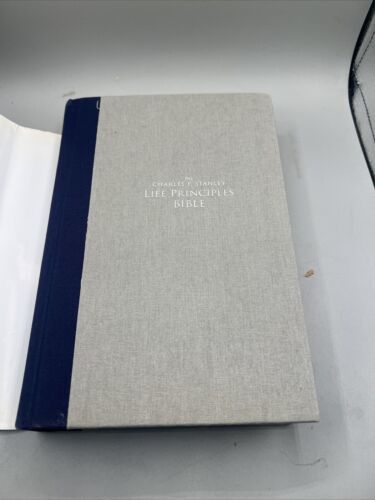 THE
CHARLES F. STANLEY
LIFE PRINCIPLES
BIBLE